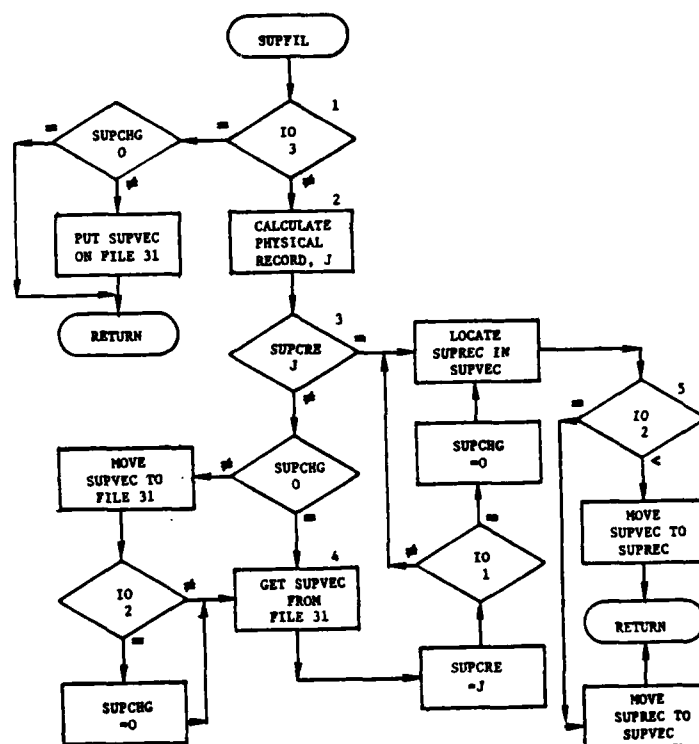 SUPFIL
1
IO
3
=
≠
SUPCHG
0
=
≠
PUT SUPVEC
ON FILE 31
RETURN
2
CALCULATE
PHYSICAL
RECORD, J
3
SUPCRE
J
=
≠
LOCATE
SUPREC IN
SUPVEC
5
IO
2
=
<
SUPCHG
=0
MOVE
SUPVEC TO
FILE 31
≠
SUPCHG
0
=
MOVE
SUPVEC TO
SUPREC
IO
1
=
≠
4
GET SUPVEC
FROM
FILE 31
IO
2
≠
=
RETURN
SUPCHG
=0
SUPCRE
=J
MOVE
SUPREC TO
SUPVEC